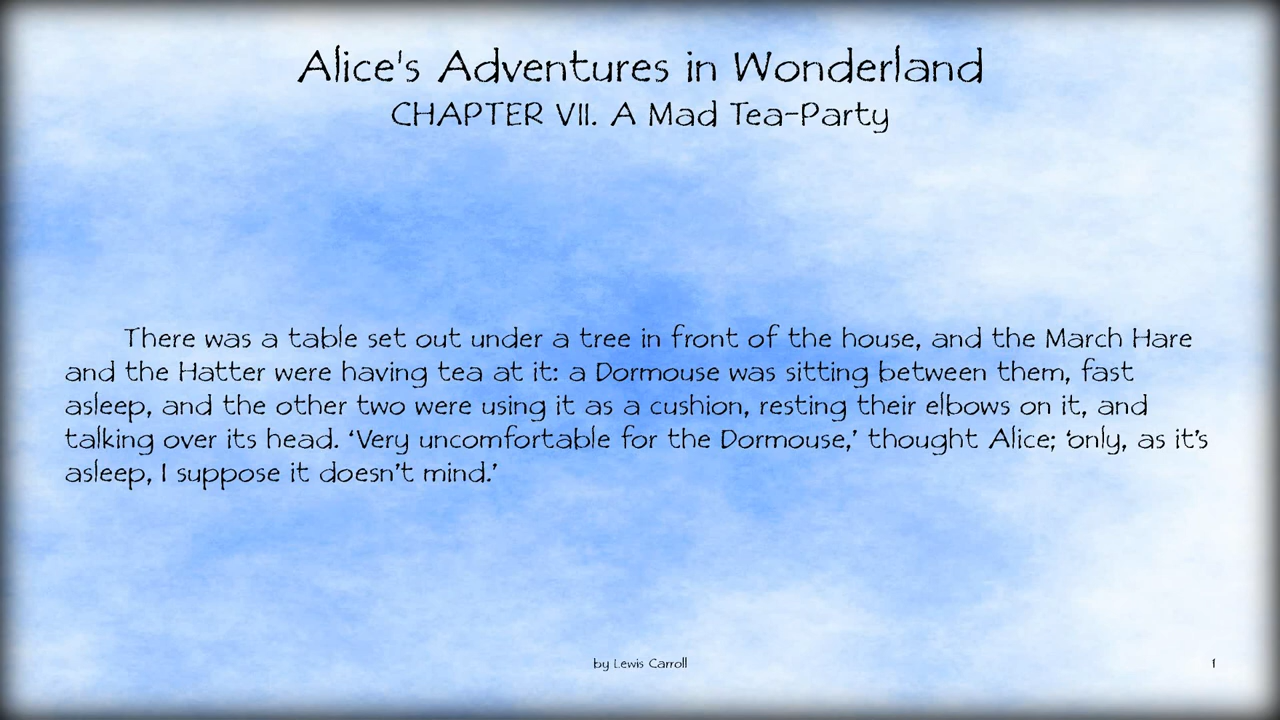 Alice's Adventures in Wonderland
CHAPTER VII. A Mad Tea-Party
There was a table set out under a tree in front of the house, and the March Hare
and the Hatter were having tea at it: a Dormouse was sitting between them, fast
asleep, and the other two were using it as a cushion, resting their elbows on it, and
talking over its head. ‘Very uncomfortable for the Dormouse,’ thought Alice; ‘only, as it’s
asleep, I suppose it doesn’t mind.’
by Lewis Carroll
1